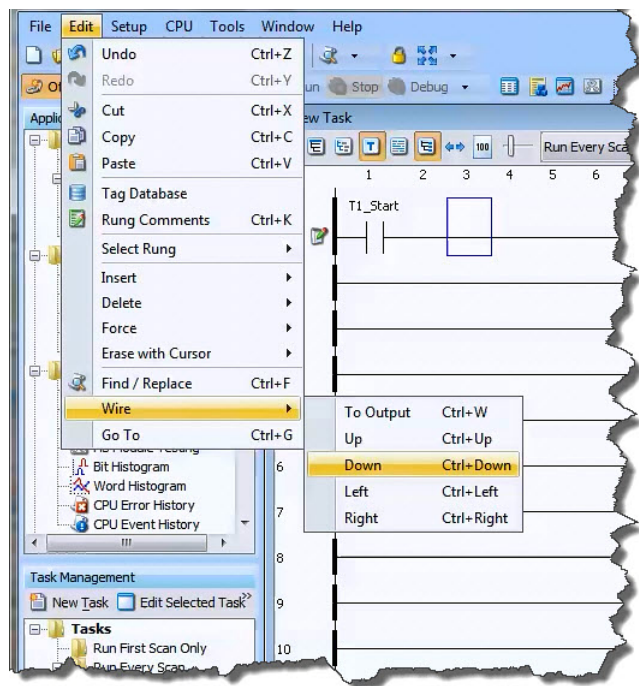 File Edit Setup CPU Tools Window Help
Undo Ctrl+Z
Redo Ctrl+Y
Cut Ctrl+X
Copy Ctrl+C
Paste Ctrl+V
Tag Database
Rung Comments Ctrl+K
Select Rung
Insert
Delete
Force
Erase with Cursor
Find / Replace Ctrl+F
Wire
Go To Ctrl+G
To Output Ctrl+W
Up Ctrl+Up
Down Ctrl+Down
Left Ctrl+Left
Right Ctrl+Right
Stop Debug
Task
T 100 Run Every
1 2 3 4 5 6
T1_Start
6
7
8
9
10
Bit Histogram
Word Histogram
CPU Error History
CPU Event History
Task Management
New Task Edit Selected Task
Tasks
Run First Scan Only
Run Every Scan